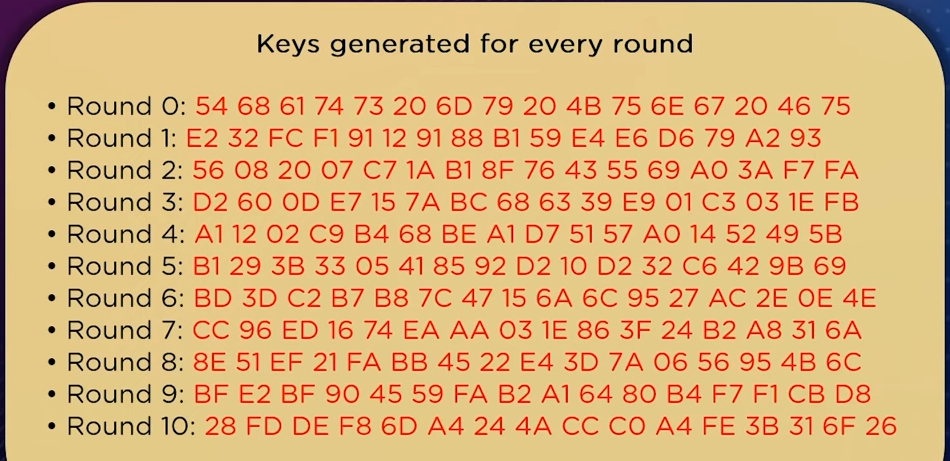 Keys generated for every round
• Round 0: 54 68 61 74 73 20 6D 79 20 4B 75 6E 67 20 46 75
• Round 1: E2 32 FC F1 91 12 91 88 B1 59 E4 E6 D6 79 A2 93
• Round 2: 56 08 20 07 C7 1A B1 8F 76 43 55 69 A0 3A F7 FA
• Round 3: D2 60 0D E7 15 7A BC 68 63 39 E9 01 C3 03 1E FB
• Round 4: A1 12 02 C9 B4 68 BE A1 D7 51 57 A0 14 52 49 5B
• Round 5: B1 29 3B 33 05 41 85 92 D2 10 D2 32 C6 42 9B 69
• Round 6: BD 3D C2 B7 B8 7C 47 15 6A 6C 95 27 AC 2E 0E 4E
• Round 7: CC 96 ED 16 74 EA AA 03 1E 86 3F 24 B2 A8 31 6A
• Round 8: 8E 51 EF 21 FA BB 45 22 E4 3D 7A 06 56 95 4B 6C
• Round 9: BF E2 BF 90 45 59 FA B2 A1 64 80 B4 F7 F1 CB D8
• Round 10: 28 FD DE F8 6D A4 24 4A CC C0 A4 FE 3B 31 6F 26